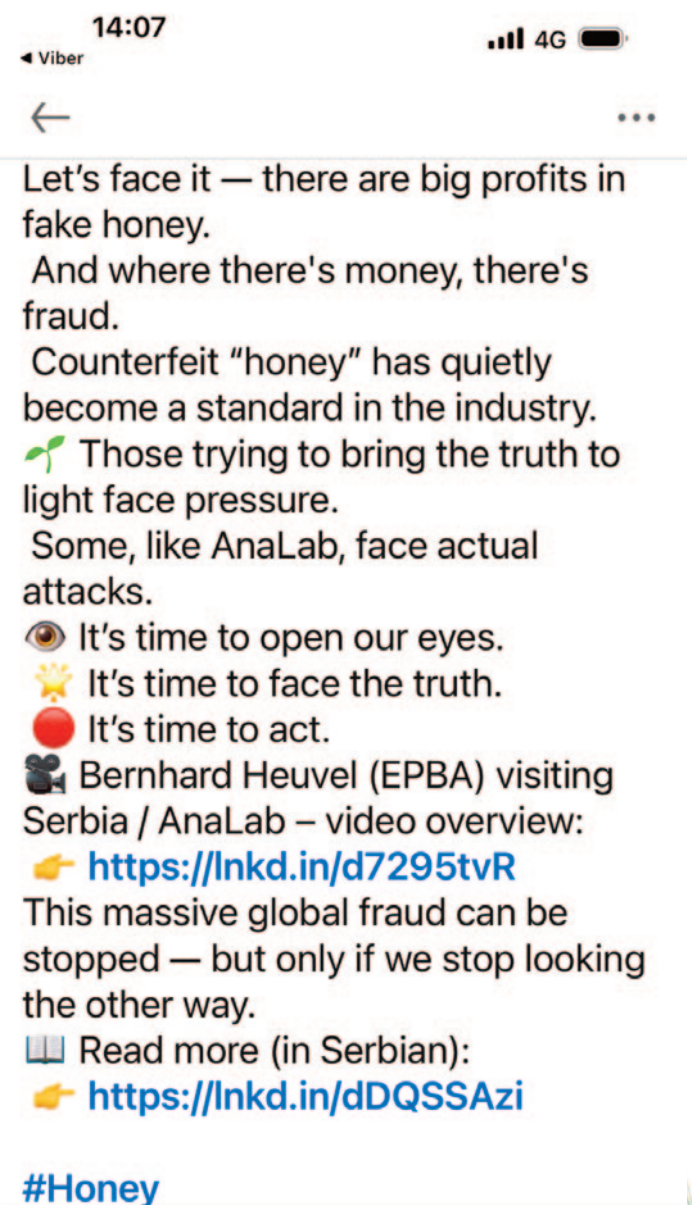 14:07
◀ Viber
4G
Let’s face it — there are big profits in
fake honey.
And where there's money, there's
fraud.
Counterfeit “honey” has quietly
become a standard in the industry.
🌱 Those trying to bring the truth to
light face pressure.
Some, like AnaLab, face actual
attacks.
👁️ It’s time to open our eyes.
🌟 It’s time to face the truth.
🔴 It’s time to act.
🎥 Bernhard Heuvel (EPBA) visiting
Serbia / AnaLab – video overview:
👉 https://lnkd.in/d7295tvR
This massive global fraud can be
stopped — but only if we stop looking
the other way.
📖 Read more (in Serbian):
👉 https://lnkd.in/dDQSSAzi
#Honey